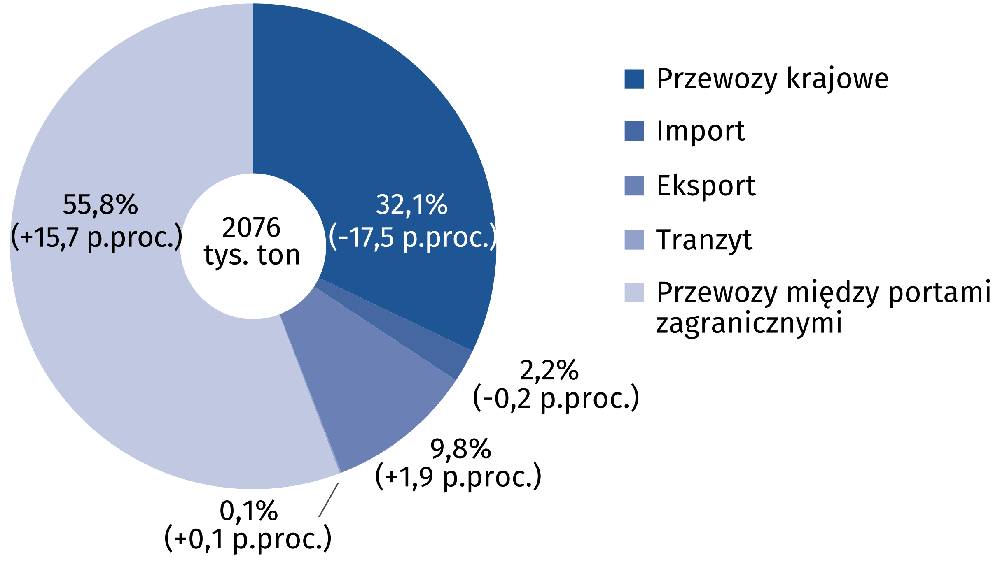 55,8%
(+15,7 p.proc.)
2076
tys. ton
32,1%
(-17,5 p.proc.)
2,2%
(-0,2 p.proc.)
9,8%
(+1,9 p.proc.)
0,1%
(+0,1 p.proc.)
Przewozy krajowe
Import
Eksport
Tranzyt
Przewozy między portami
zagranicznymi